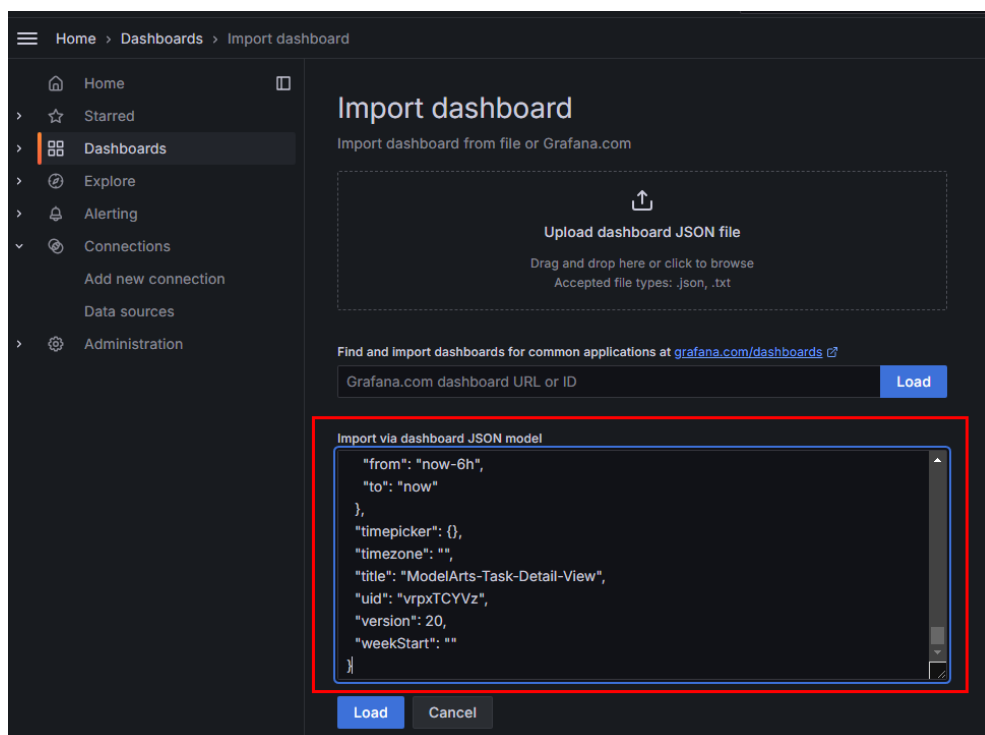 Home > Dashboards > Import dashboard
Home
Starred
Dashboards
Explore
Alerting
Connections
Add new connection
Data sources
Administration
Import dashboard
Import dashboard from file or Grafana.com
Upload dashboard JSON file
Drag and drop here or click to browse
Accepted file types: .json, .txt
Find and import dashboards for common applications at grafana.com/dashboards
Grafana.com dashboard URL or ID
Load
Import via dashboard JSON model
"from": "now-6h",
"to": "now"
},
"timepicker": {},
"timezone": "",
"title": "ModelArts-Task-Detail-View",
"uid": "vrpxTCYVz",
"version": 20,
"weekStart": ""
}
Load
Cancel